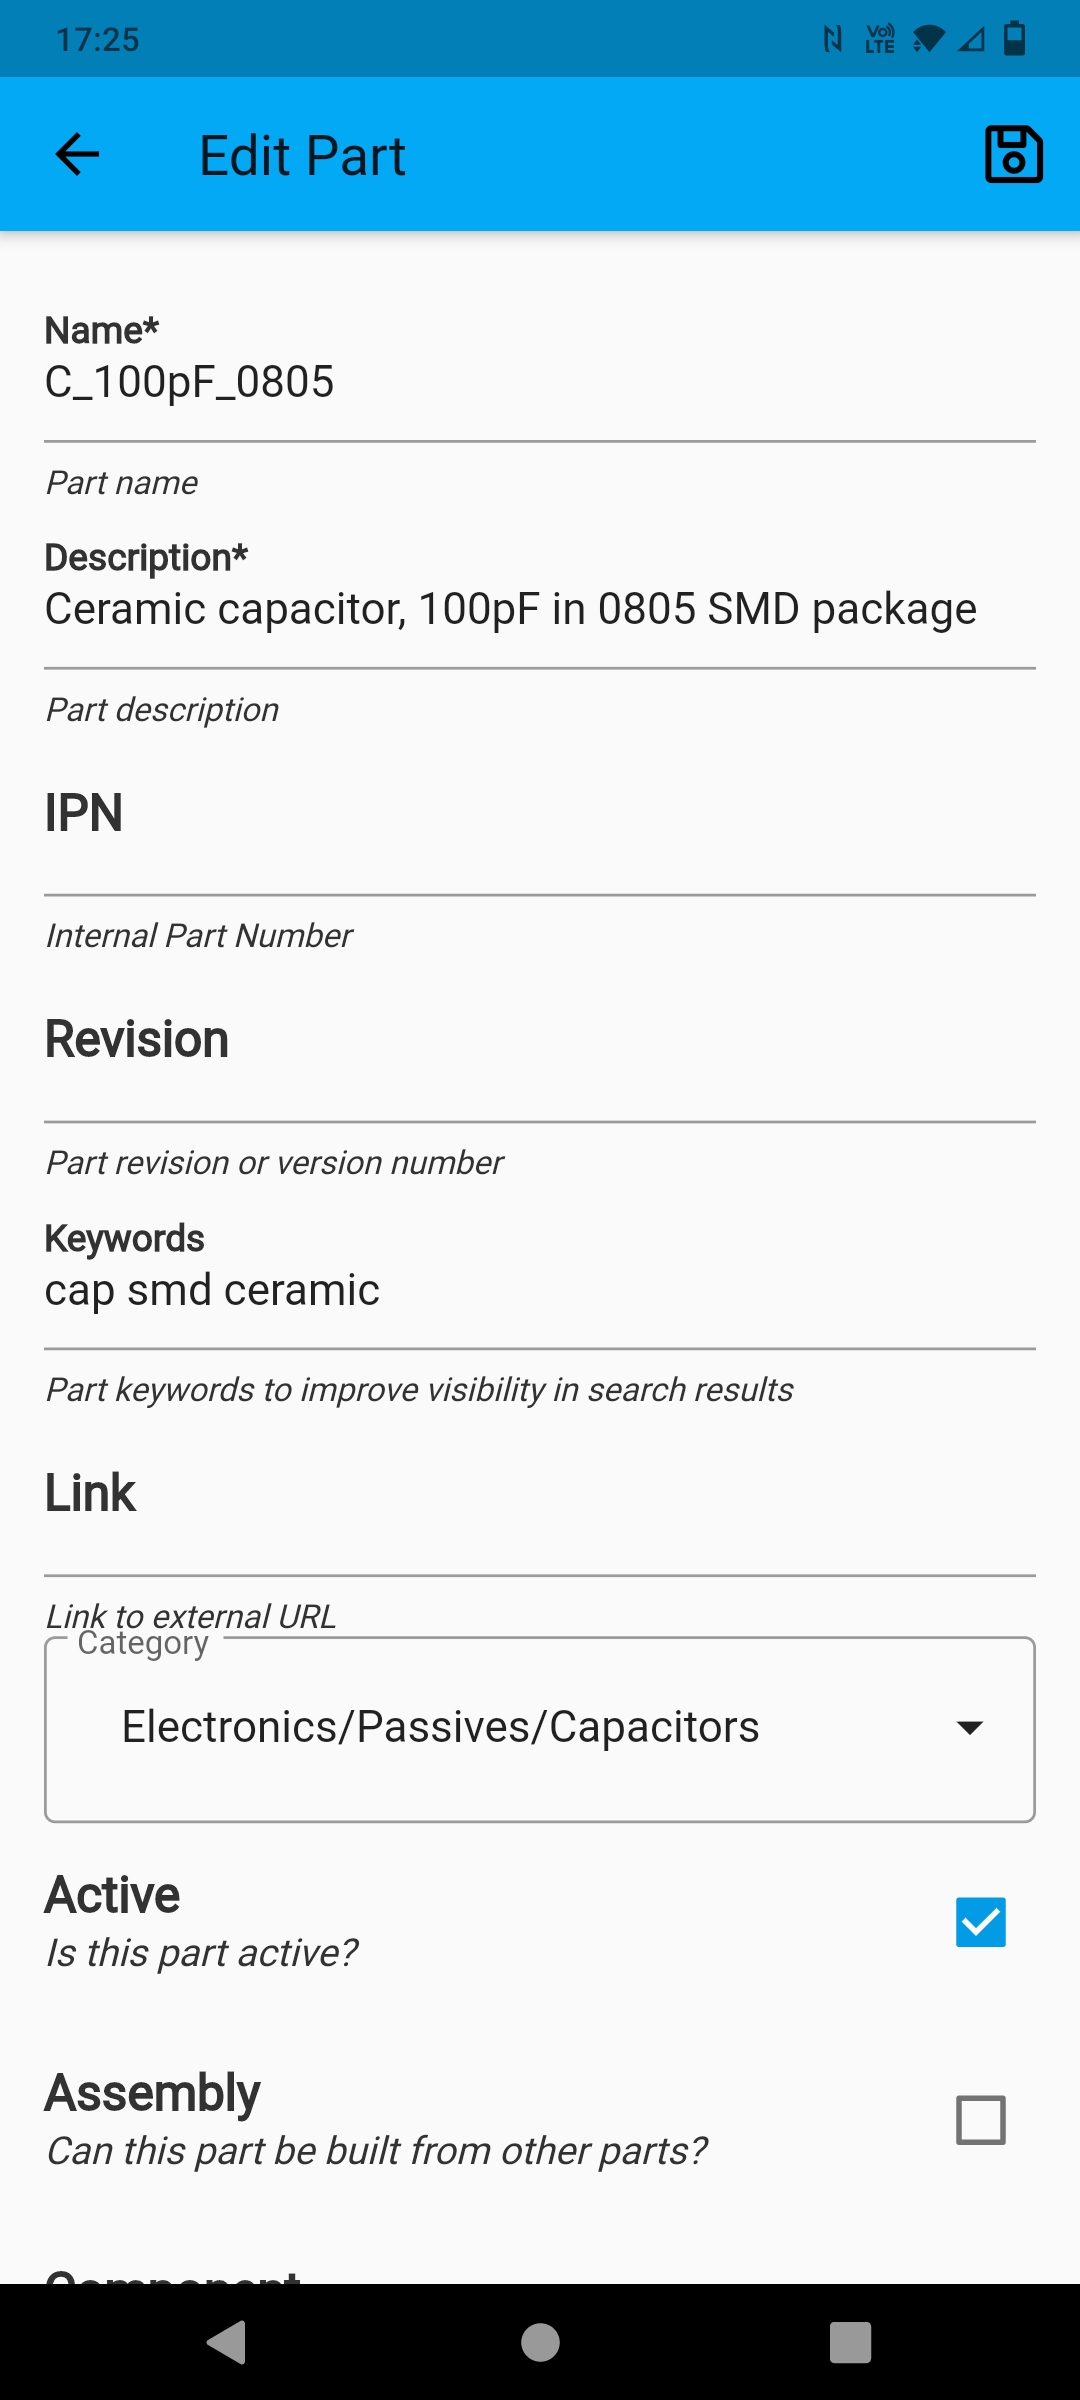 17:25
Vo)) LTE
Edit Part
Name*
C_100pF_0805
Part name
Description*
Ceramic capacitor, 100pF in 0805 SMD package
Part description
IPN
Internal Part Number
Revision
Part revision or version number
Keywords
cap smd ceramic
Part keywords to improve visibility in search results
Link
Link to external URL
Category
Electronics/Passives/Capacitors
Active
Is this part active?
Assembly
Can this part be built from other parts?
Component